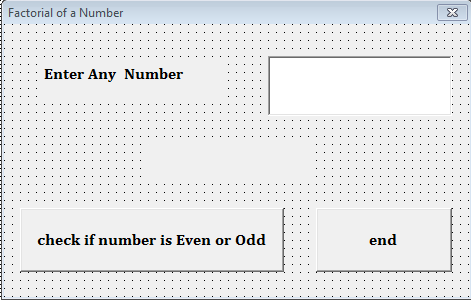 Factorial of a Number
Enter Any  Number
check if number is Even or Odd
end